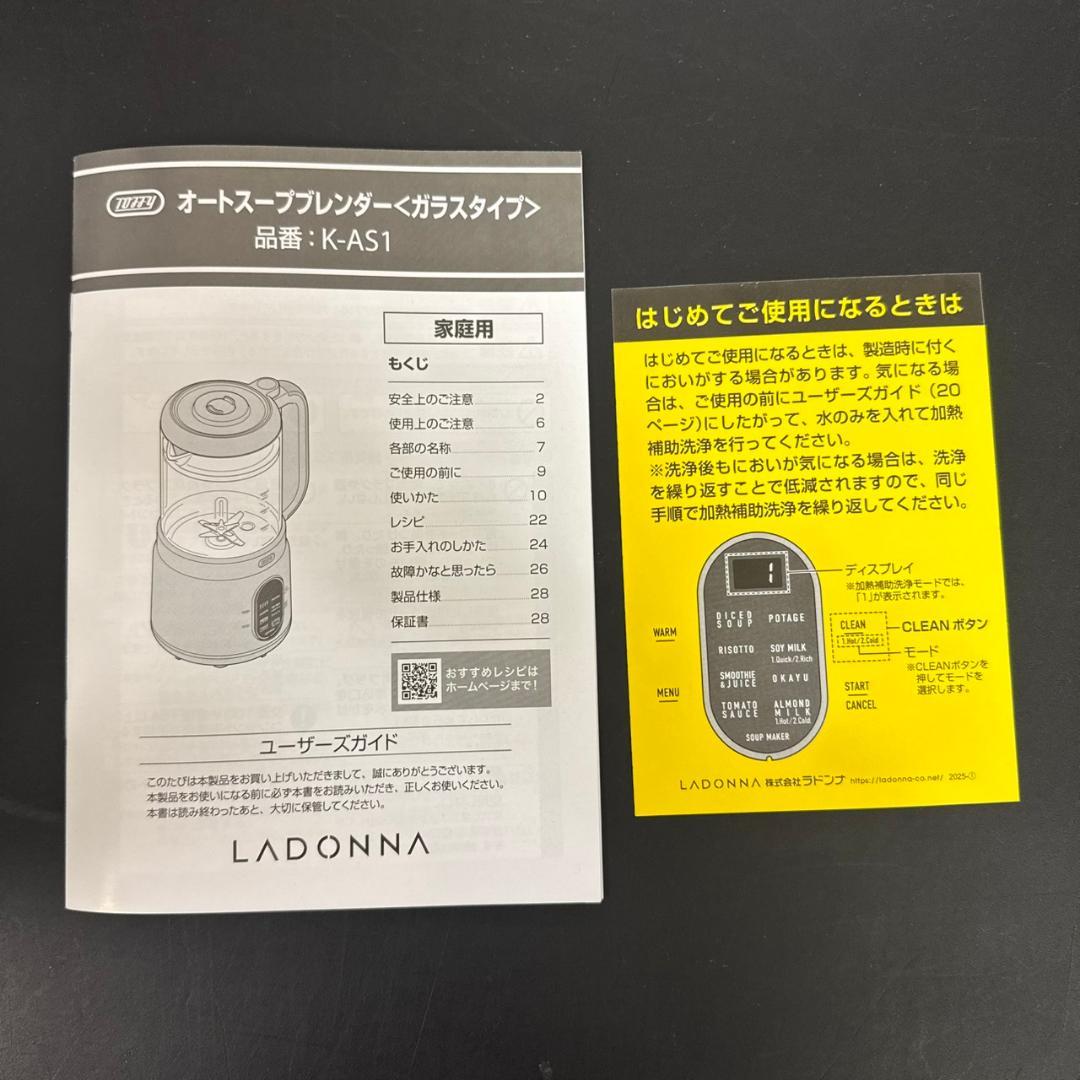 TOFFY オートスープブレンダー<ガラスタイプ>
品番：K-AS1
家庭用
もくじ
安全上のご注意 2
使用上のご注意 6
各部の名称 7
ご使用の前に 9
使いかた 10
レシピ 22
お手入れのしかた 24
故障かなと思ったら 26
製品仕様 28
保証書 28
おすすめレシピは
ホームページまで！
ユーザーズガイド
このたびは本製品をお買い上げいただきまして、誠にありがとうございます。
本製品をお使いになる前に必ず本書をお読みいただき、正しくお使いください。
本書は読み終わったあと、大切に保管してください。
LADONNA
はじめてご使用になるときは
はじめてご使用になるときは、製造時に付く
においがする場合があります。気になる場
合は、ご使用の前にユーザーズガイド（20
ページ）にしたがって、水のみを入れて加熱
補助洗浄を行ってください。
※洗浄後もにおいが気になる場合は、洗浄
を繰り返すことで低減されますので、同じ
手順で加熱補助洗浄を繰り返してください。
1
ディスプレイ
※加熱補助洗浄モードでは、
「1」が表示されます。
WARM
MENU
DICED
SOUP
POTAGE
RISOTTO
SOY MILK
1.Quick/2.Rich
SMOOTHIE
&JUICE
OKAYU
TOMATO
SAUCE
ALMOND
MILK
1.Hot/2.Cold
SOUP MAKER
CLEAN
1.Hot/2.Cold
CLEAN ボタン
モード
※CLEANボタンを
押してモードを
選択します。
START
CANCEL
LADONNA 株式会社ラドンナ https://ladonna-co.net/ 2025-①